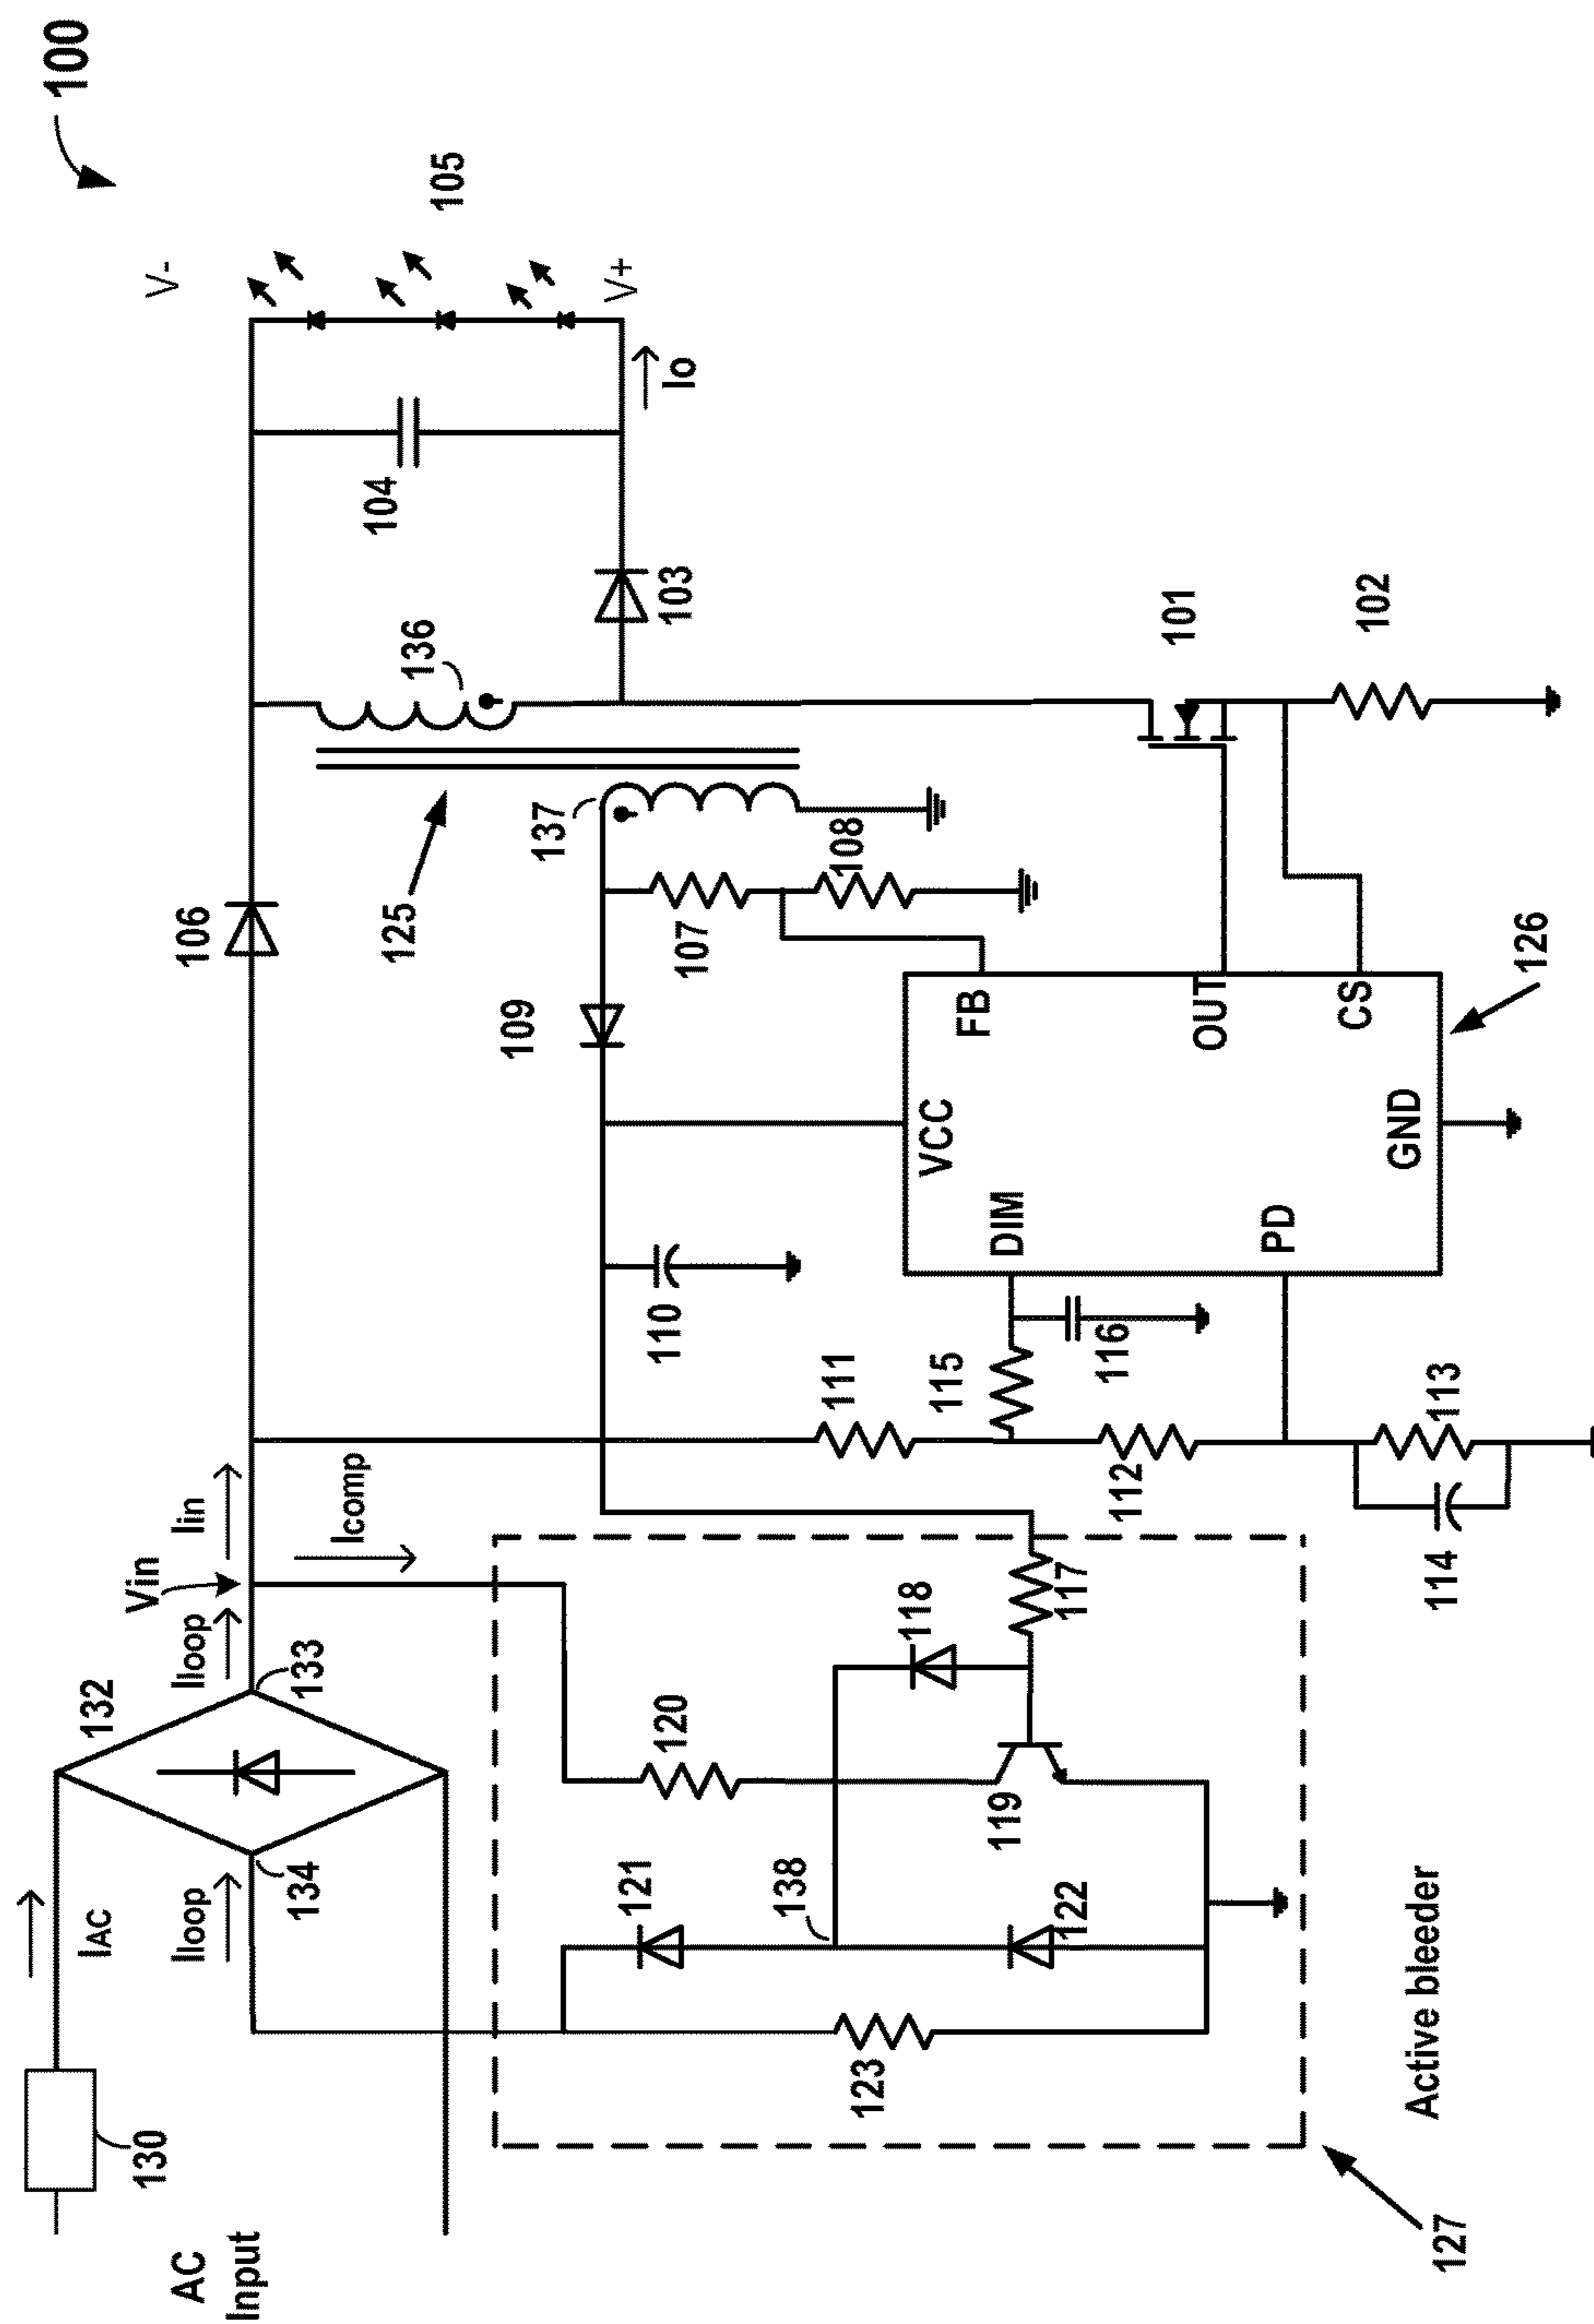 100
AC
Input
130
IAC
Iloop
134
132
133
Iloop
Vin
Iin
Icomp
106
125
136
137
103
104
V-
105
V+
Io
109
107
108
110
111
115
116
112
113
114
VCC
FB
DIM
OUT
PD
CS
GND
126
101
102
117
118
119
120
121
138
122
123
127
Active bleeder